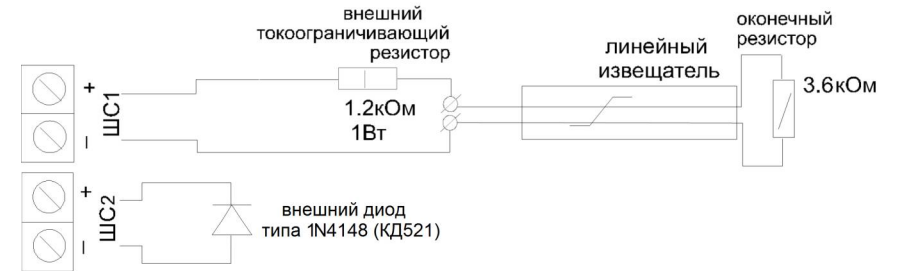 внешний
токоограничивающий
резистор
оконечный
резистор
линейный
извещатель
+
ШС1
–
1.2кОм
1Вт
3.6кОм
+
ШС2
–
внешний диод
типа 1N4148 (КД521)